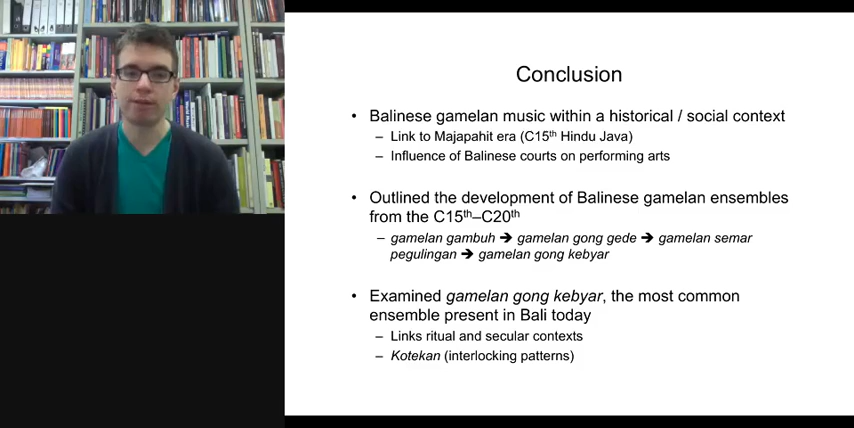 Conclusion
• Balinese gamelan music within a historical / social context
– Link to Majapahit era (C15th Hindu Java)
– Influence of Balinese courts on performing arts
• Outlined the development of Balinese gamelan ensembles
from the C15th–C20th
– gamelan gambuh ➔ gamelan gong gede ➔ gamelan semar
pegulingan ➔ gamelan gong kebyar
• Examined gamelan gong kebyar, the most common
ensemble present in Bali today
– Links ritual and secular contexts
– Kotekan (interlocking patterns)